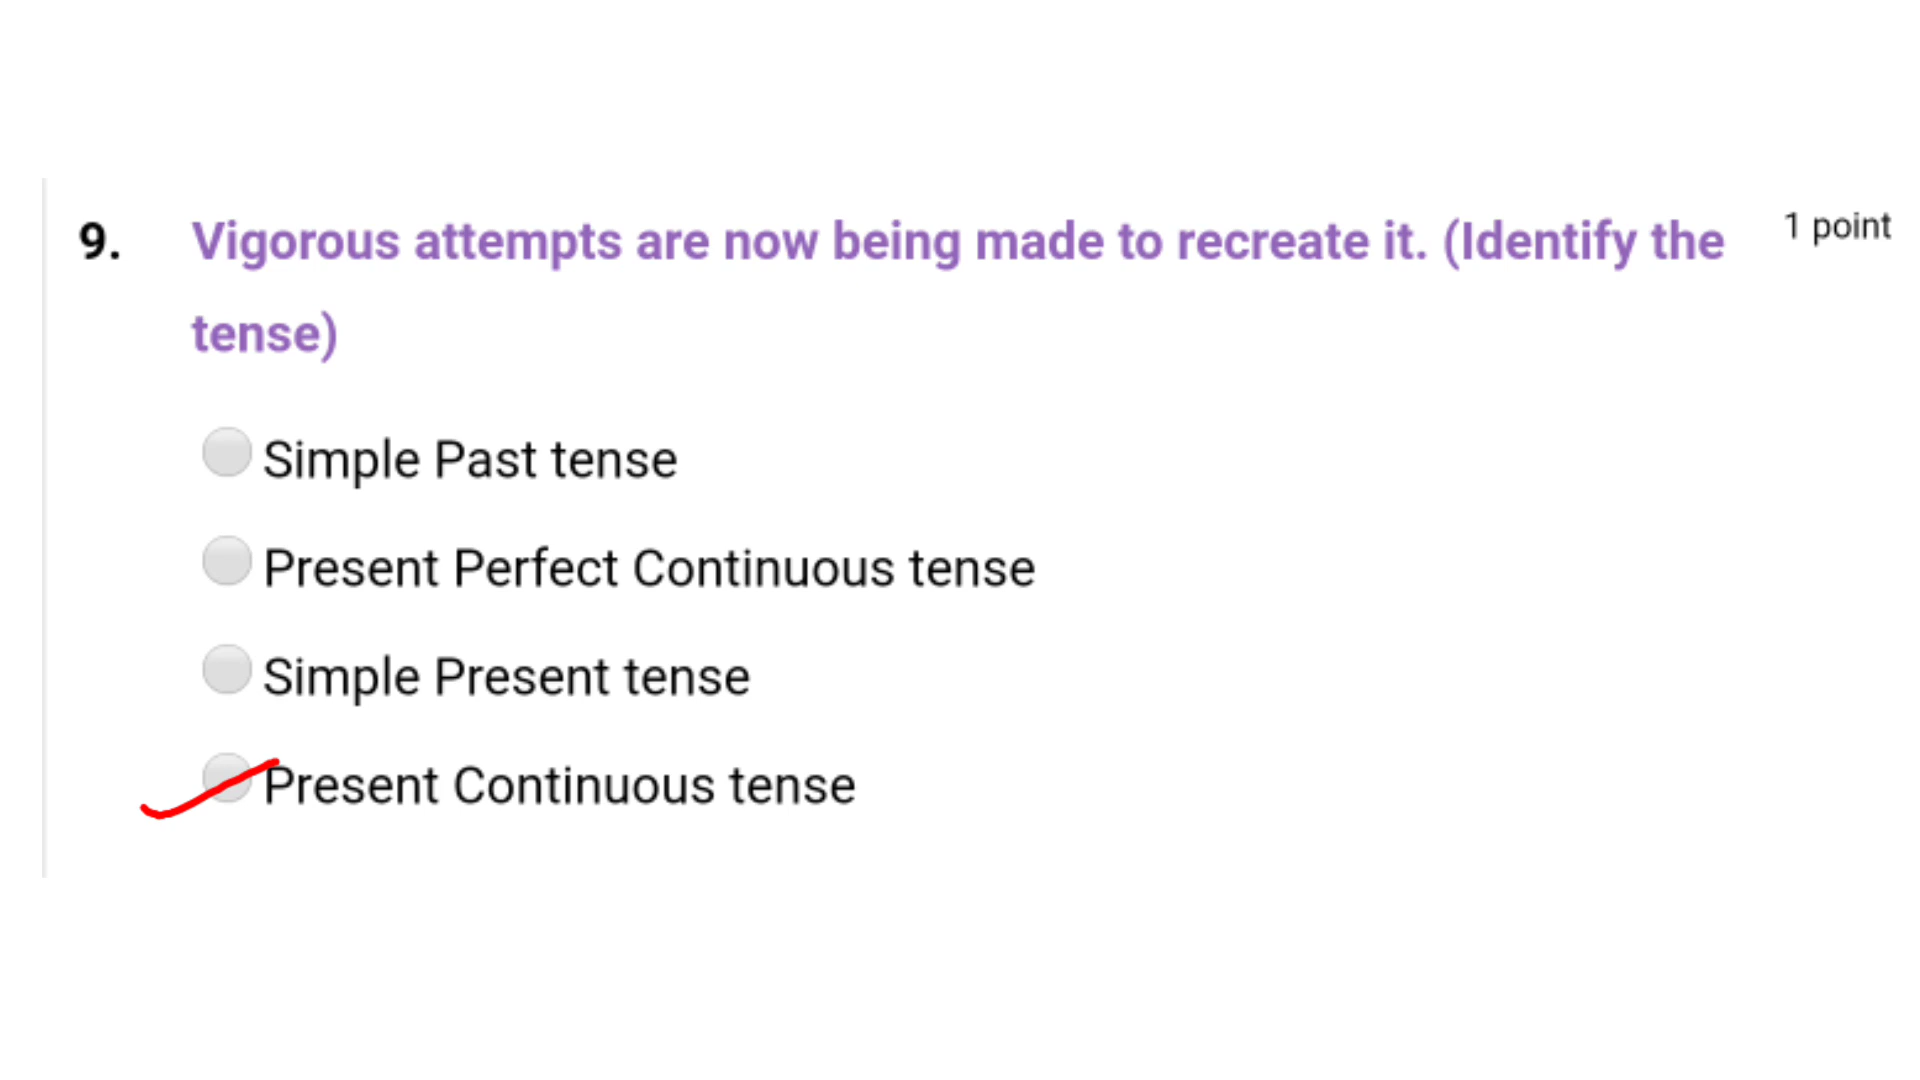 9. Vigorous attempts are now being made to recreate it. (Identify the 1 point
tense)
Simple Past tense
Present Perfect Continuous tense
Simple Present tense
Present Continuous tense